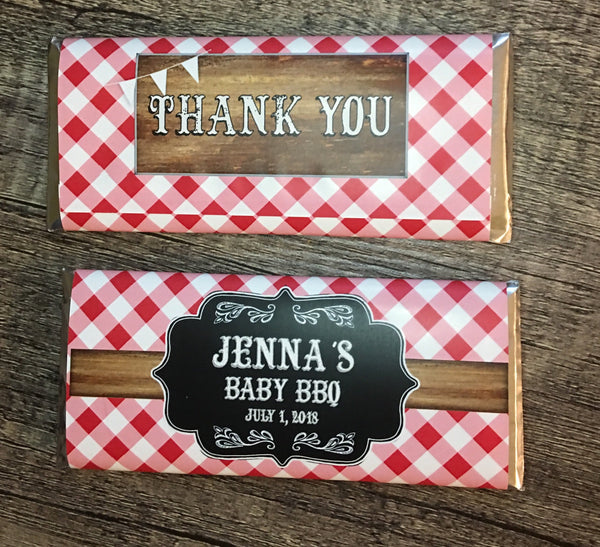 THANK YOU
JENNA'S
BABY BBQ
JULY 1, 2018